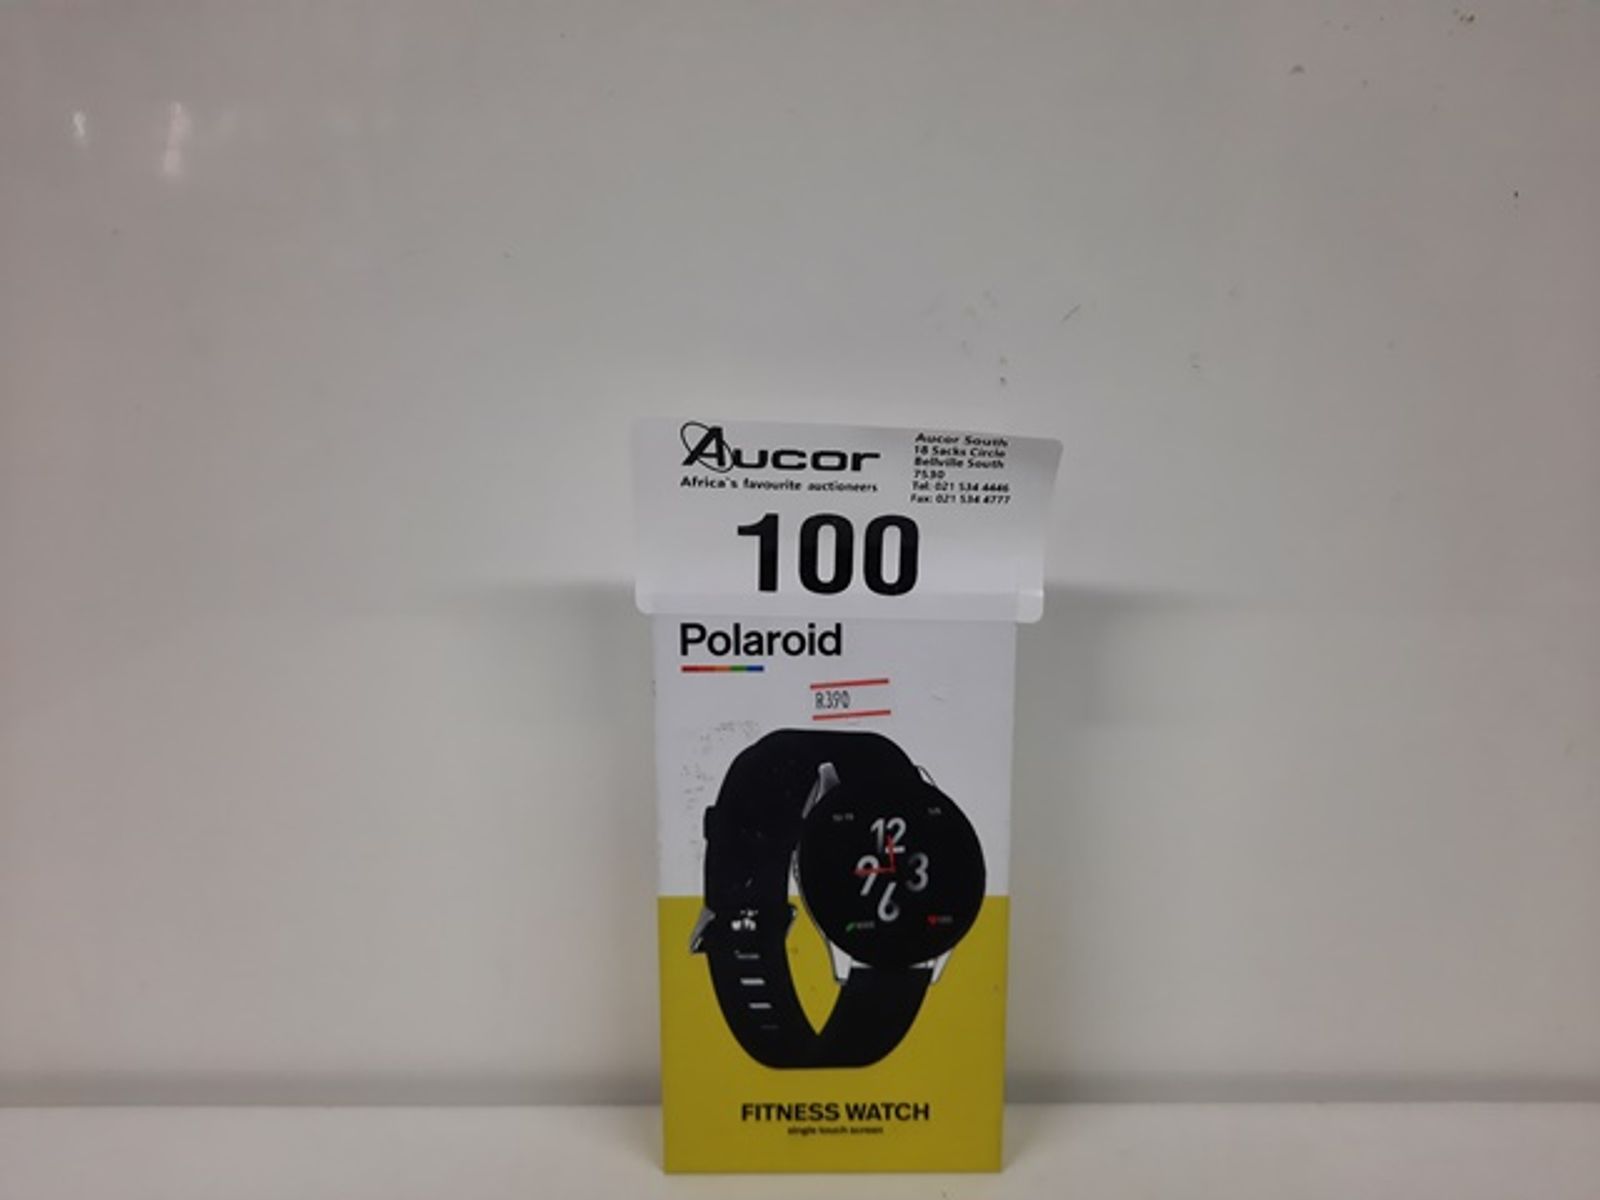 Aucor
Africa's favourite auctioneers
Aucor South
18 Sacks Circle
Bellville South
7530
Tel: 021 534 4446
Fax: 021 534 4777
100
Polaroid
R390
12
9 3
6
FITNESS WATCH
single touch screen